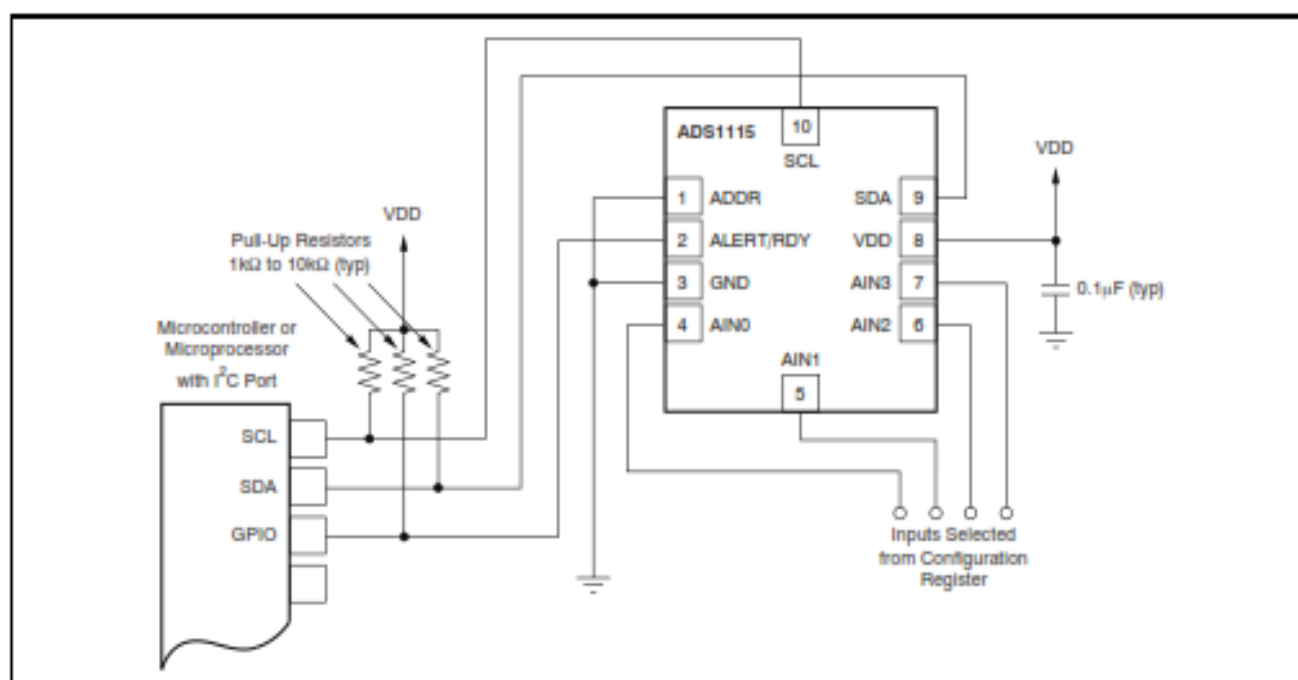 ADS1115
10
SCL
VDD
1 ADDR
SDA 9
VDD
Pull-Up Resistors
1kΩ to 10kΩ (typ)
2 ALERT/RDY
VDD 8
3 GND
AIN3 7
0.1µF (typ)
4 AIN0
AIN2 6
Microcontroller or
Microprocessor
with I²C Port
AIN1
5
SCL
SDA
GPIO
Inputs Selected
from Configuration
Register